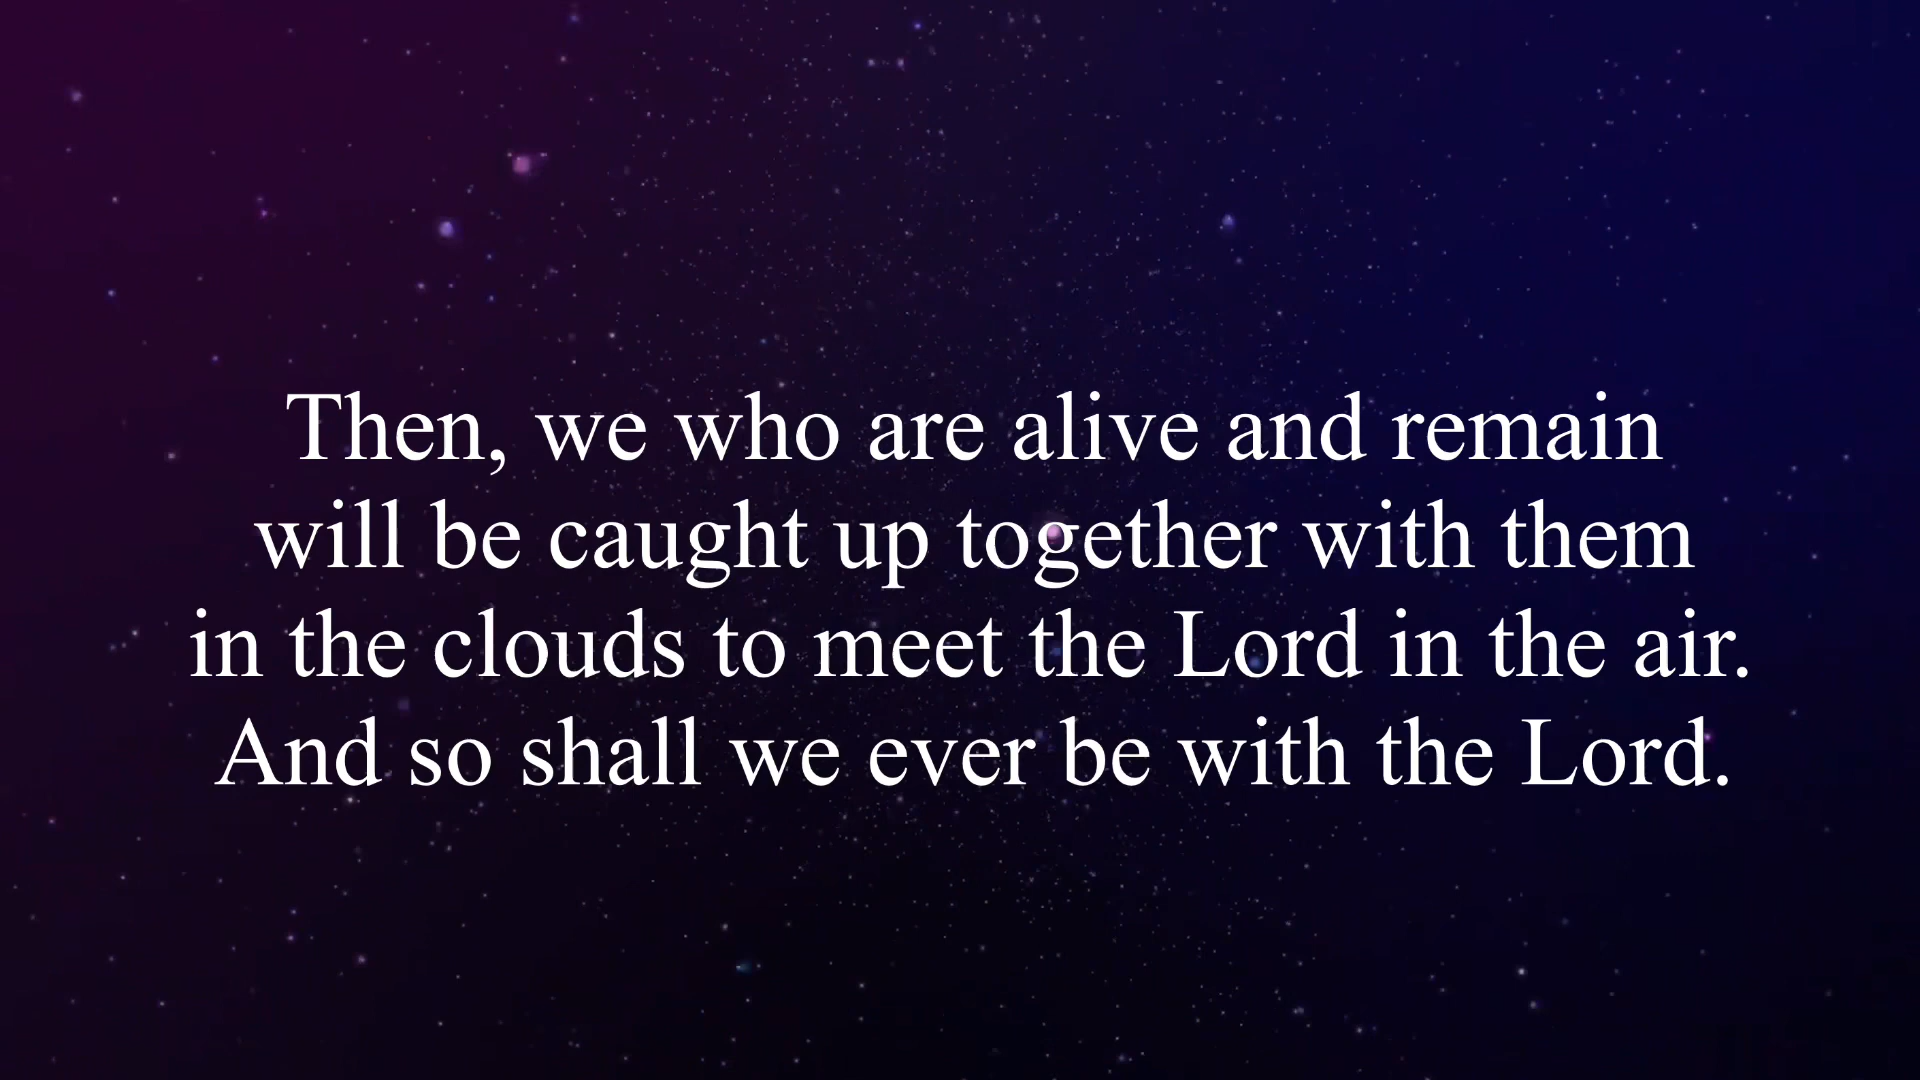 Then, we who are alive and remain
will be caught up together with them
in the clouds to meet the Lord in the air.
And so shall we ever be with the Lord.